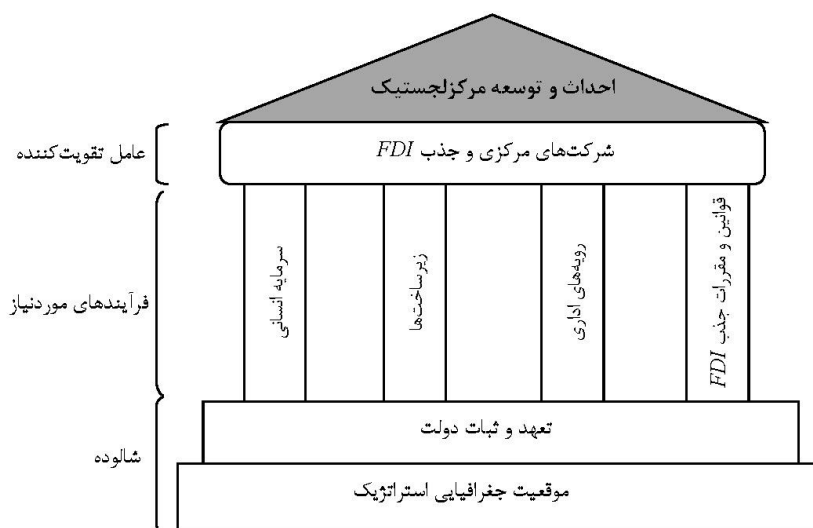 احداث و توسعه مرکزلجستیک
شرکت‌های مرکزی و جذب FDI
عامل تقویت‌کننده
قوانین و مقررات جذب FDI
رویه‌های اداری
زیرساخت‌ها
سرمایه انسانی
فرآیندهای موردنیاز
تعهد و ثبات دولت
موقعیت جغرافیایی استراتژیک
شالوده